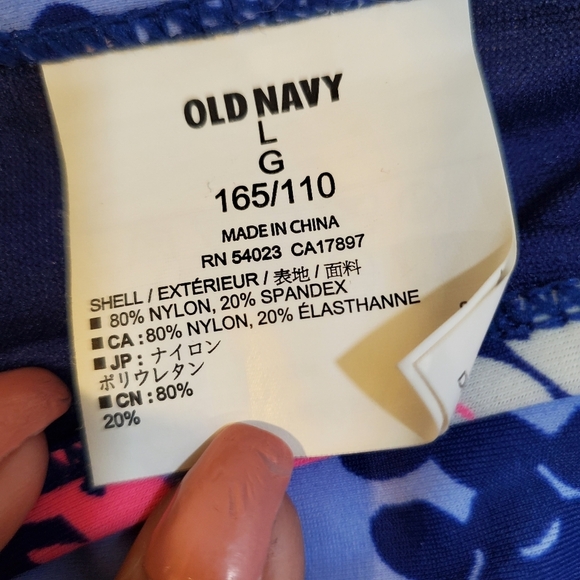 OLD NAVY
L
G
165/110
MADE IN CHINA
RN 54023 CA17897
SHELL / EXTÉRIEUR / 表地 / 面料
■ 80% NYLON, 20% SPANDEX
■ CA : 80% NYLON, 20% ÉLASTHANNE
■ JP : ナイロン
ポリウレタン
■ CN : 80%
20%